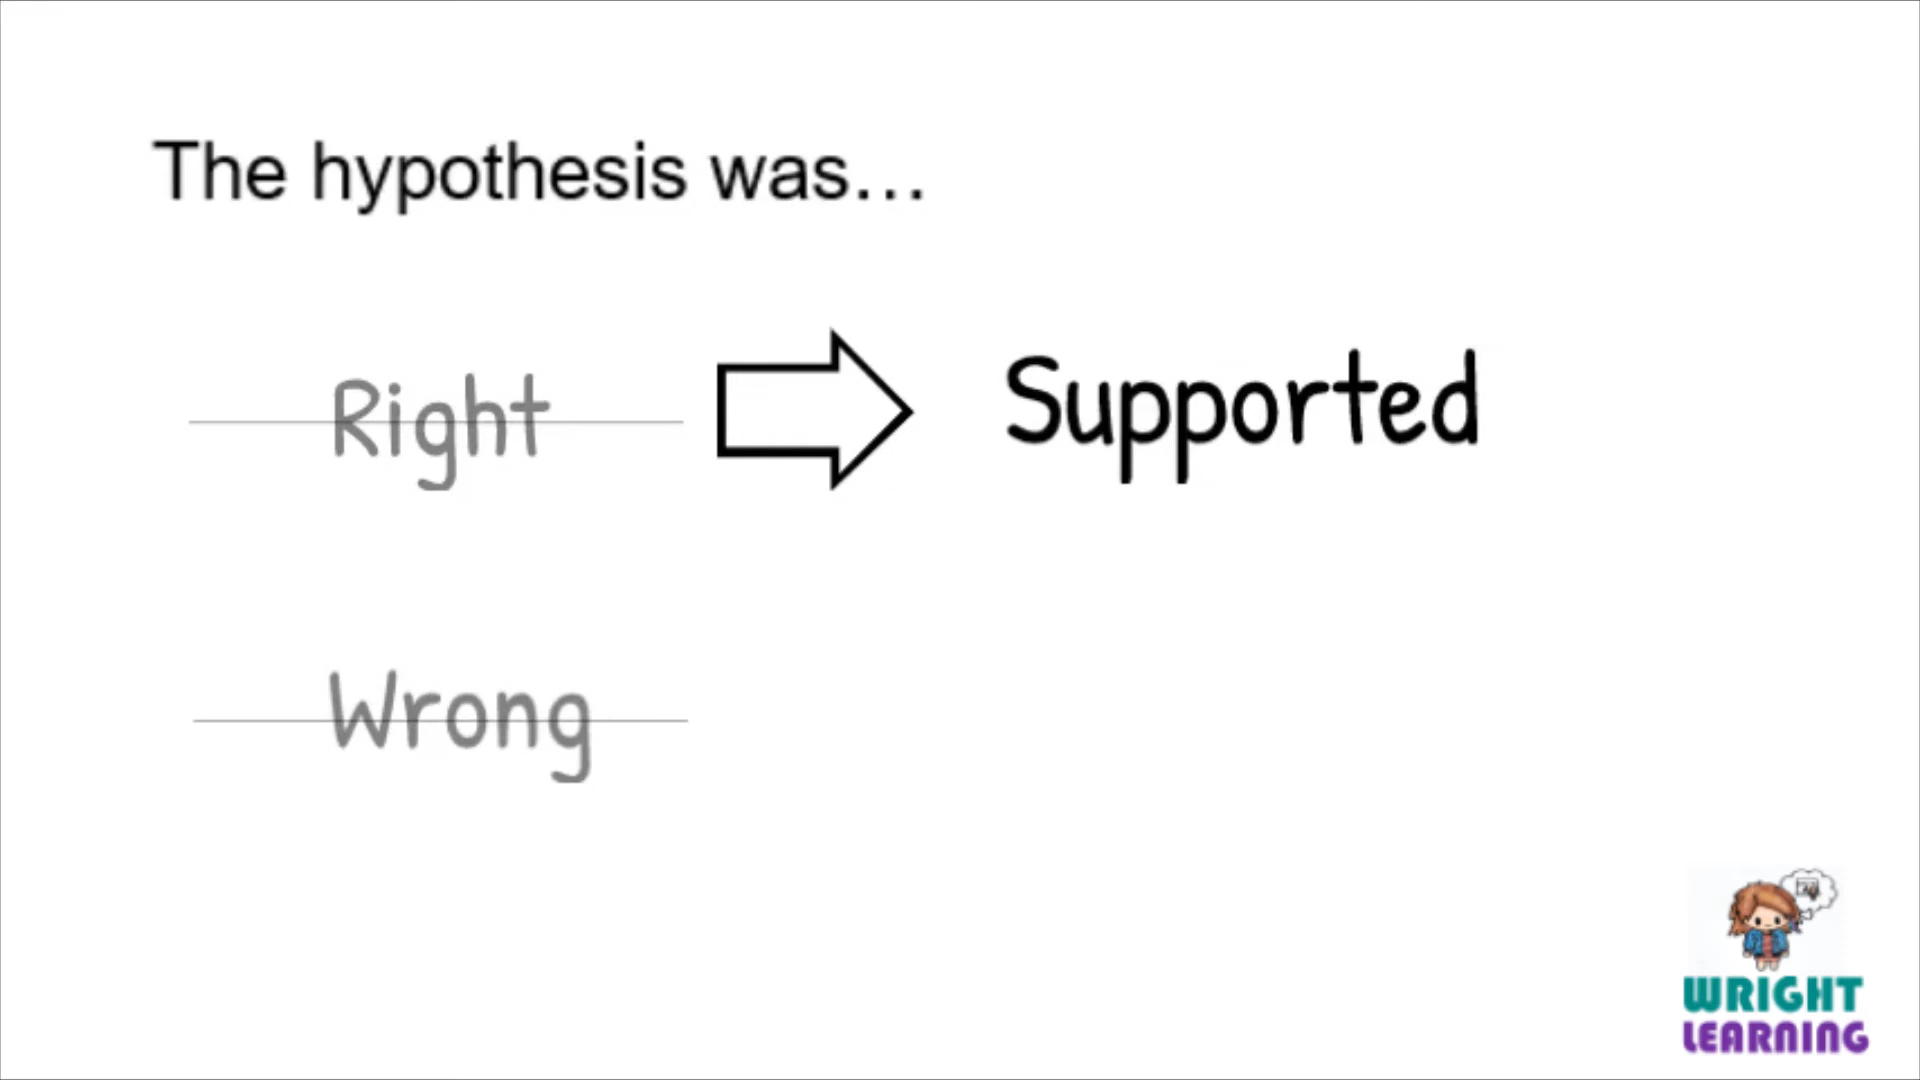 The hypothesis was…
Right
Supported
Wrong
WRIGHT
LEARNING